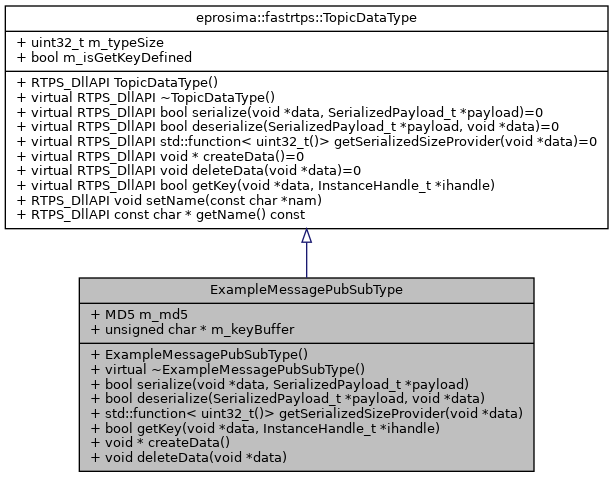 eprosima::fastrtps::TopicDataType
+ uint32_t m_typeSize
+ bool m_isGetKeyDefined
+ RTPS_DllAPI TopicDataType()
+ virtual RTPS_DllAPI ~TopicDataType()
+ virtual RTPS_DllAPI bool serialize(void *data, SerializedPayload_t *payload)=0
+ virtual RTPS_DllAPI bool deserialize(SerializedPayload_t *payload, void *data)=0
+ virtual RTPS_DllAPI std::function< uint32_t()> getSerializedSizeProvider(void *data)=0
+ virtual RTPS_DllAPI void * createData()=0
+ virtual RTPS_DllAPI void deleteData(void *data)=0
+ virtual RTPS_DllAPI bool getKey(void *data, InstanceHandle_t *ihandle)
+ RTPS_DllAPI void setName(const char *nam)
+ RTPS_DllAPI const char * getName() const
ExampleMessagePubSubType
+ MD5 m_md5
+ unsigned char * m_keyBuffer
+ ExampleMessagePubSubType()
+ virtual ~ExampleMessagePubSubType()
+ bool serialize(void *data, SerializedPayload_t *payload)
+ bool deserialize(SerializedPayload_t *payload, void *data)
+ std::function< uint32_t()> getSerializedSizeProvider(void *data)
+ bool getKey(void *data, InstanceHandle_t *ihandle)
+ void * createData()
+ void deleteData(void *data)